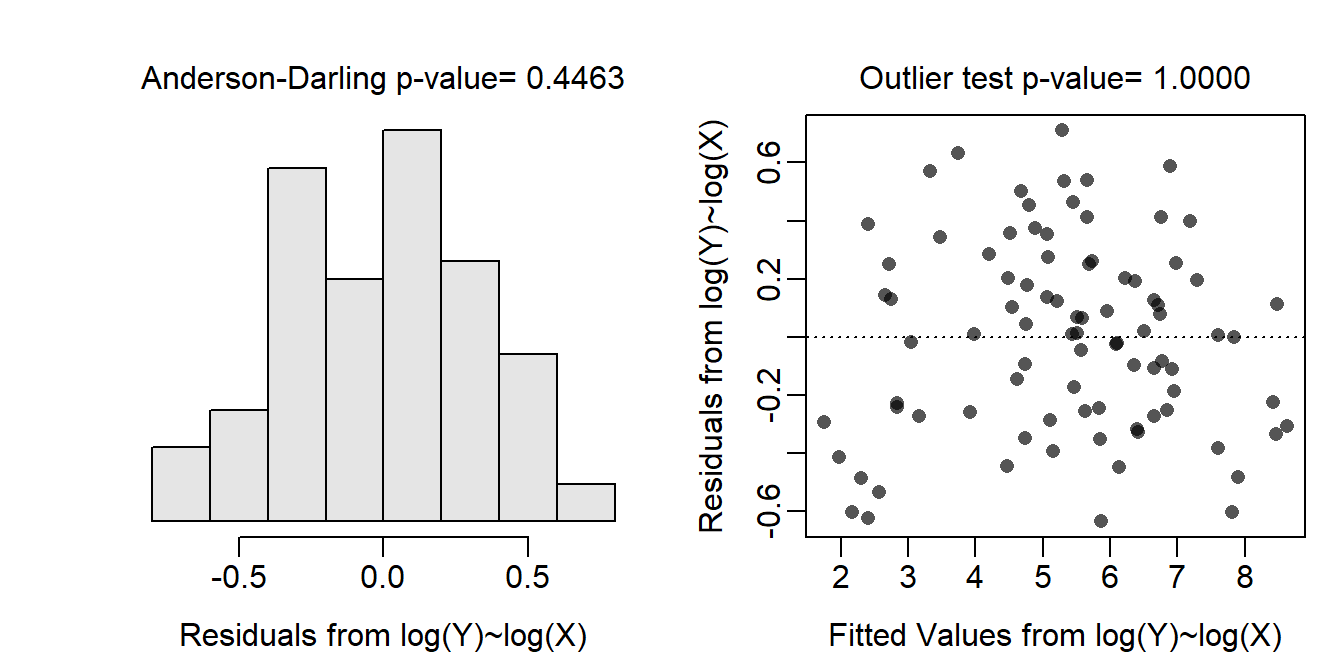 Anderson-Darling p-value= 0.4463
-0.5 0.0 0.5
Residuals from log(Y)~log(X)
Outlier test p-value= 1.0000
Residuals from log(Y)~log(X)
0.6
0.2
-0.2
-0.6
2 3 4 5 6 7 8
Fitted Values from log(Y)~log(X)